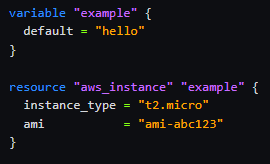 variable "example" {
  default = "hello"
}

resource "aws_instance" "example" {
  instance_type = "t2.micro"
  ami           = "ami-abc123"
}